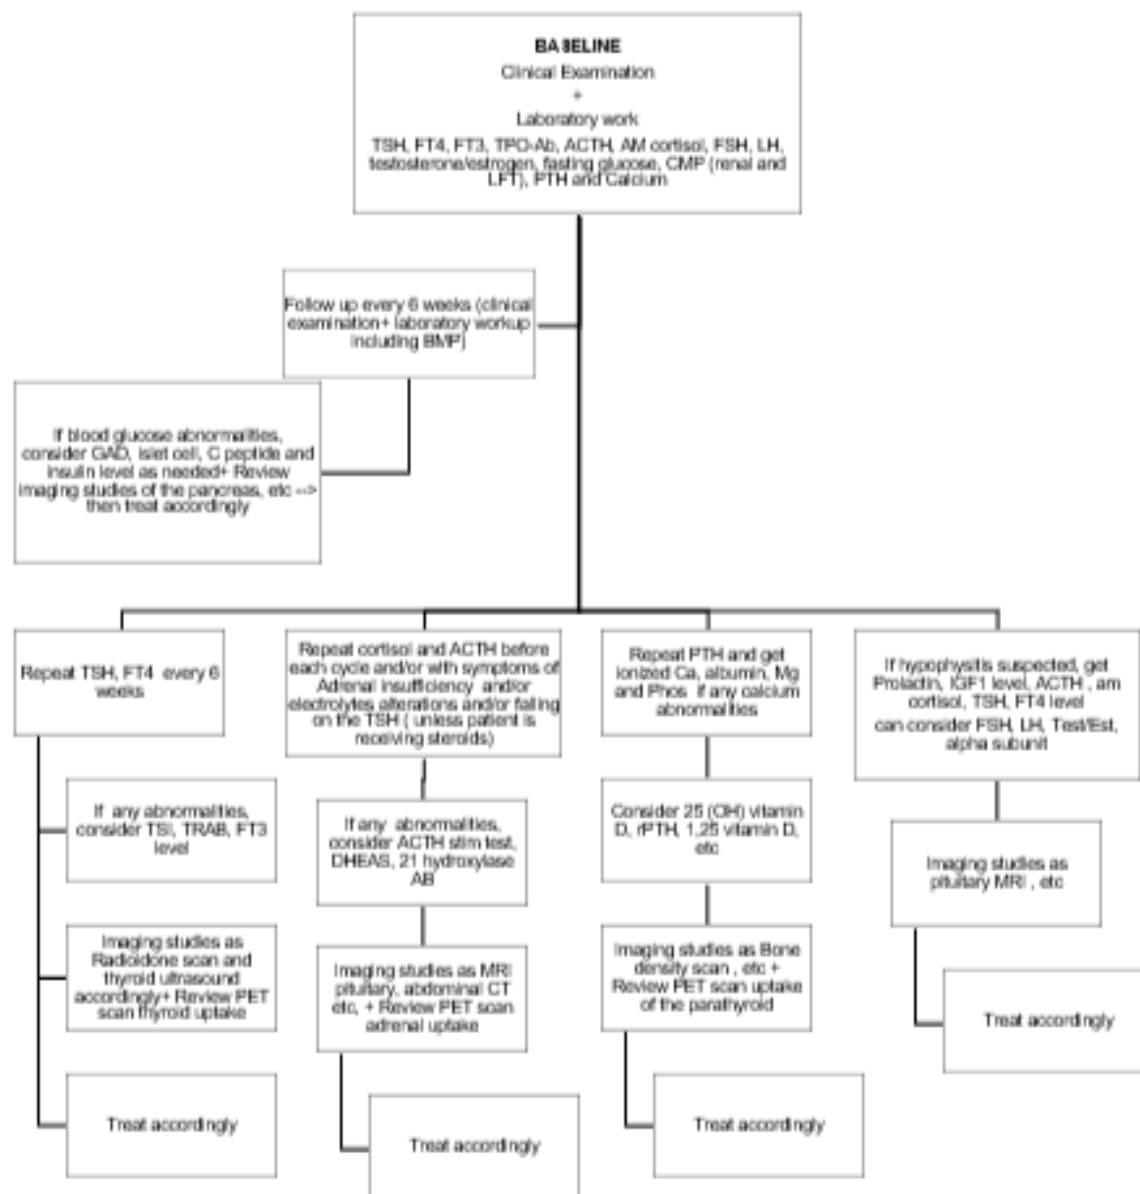 BASELINE
Clinical Examination
+
Laboratory work
TSH, FT4, FT3, TPO-Ab, ACTH, AM cortisol, FSH, LH,
testosterone/estrogen, fasting glucose, CMP (renal and
LFT), PTH and Calcium
Follow up every 6 weeks (clinical
examination+ laboratory workup
including BMP)
If blood glucose abnormalities,
consider GAD, islet cell, C peptide and
insulin level as needed+ Review
imaging studies of the pancreas, etc -->
then treat accordingly
Repeat TSH, FT4 every 6
weeks
If any abnormalities,
consider TSI, TRAB, FT3
level
Imaging studies as
Radioidone scan and
thyroid ultrasound
accordingly+ Review PET
scan thyroid uptake
Treat accordingly
Repeat cortisol and ACTH before
each cycle and/or with symptoms of
Adrenal insufficiency and/or
electrolytes alterations and/or falling
on the TSH ( unless patient is
receiving steroids)
If any abnormalities,
consider ACTH stim test,
DHEAS, 21 hydroxylase
AB
Imaging studies as MRI
pituitary, abdominal CT
etc, + Review PET scan
adrenal uptake
Treat accordingly
Repeat PTH and get
ionized Ca, albumin, Mg
and Phos if any calcium
abnormalities
Consider 25 (OH) vitamin
D, rPTH, 1,25 vitamin D,
etc
Imaging studies as Bone
density scan , etc +
Review PET scan uptake
of the parathyroid
Treat accordingly
If hypophysitis suspected, get
Prolactin, IGF1 level, ACTH , am
cortisol, TSH, FT4 level
can consider FSH, LH, Test/Est,
alpha subunit
Imaging studies as
pituitary MRI , etc
Treat accordingly